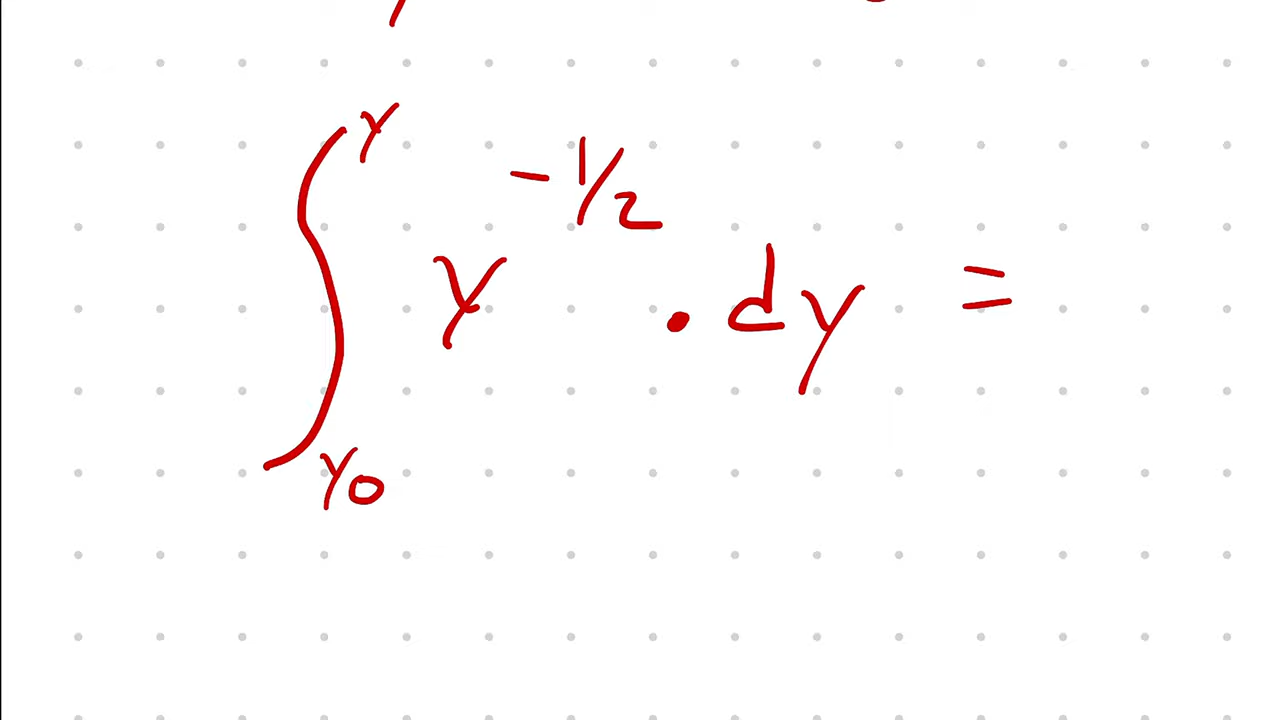 ∫_{y₀}^{y} y^{-1/2} · dy =